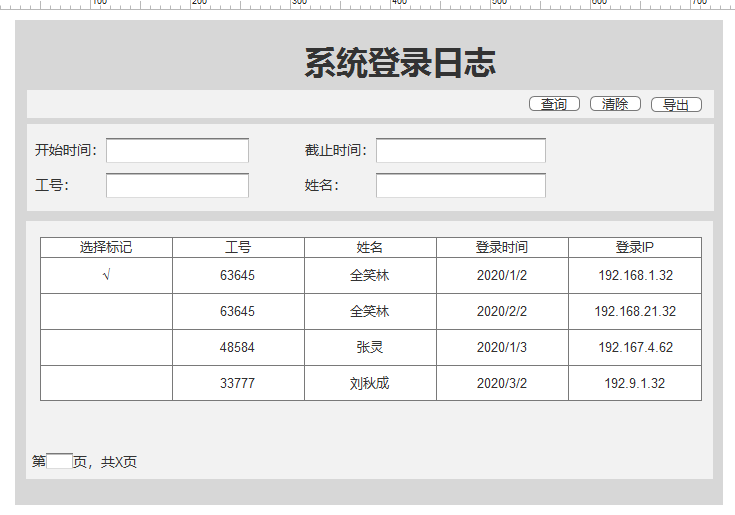 100 200 300 400 500 600 700
系统登录日志
查询 清除 导出
开始时间： 截止时间：
工号： 姓名：
选择标记 工号 姓名 登录时间 登录IP
√ 63645 全笑林 2020/1/2 192.168.1.32
63645 全笑林 2020/2/2 192.168.21.32
48584 张灵 2020/1/3 192.167.4.62
33777 刘秋成 2020/3/2 192.9.1.32
第 页，共X页